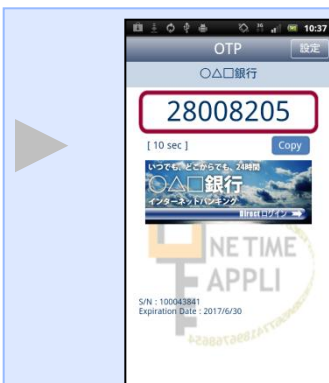 10:37
OTP
設定
○△□銀行
28008205
[ 10 sec ]
Copy
いつでも、どこからでも、24時間
○△□銀行
インターネットバンキング
Directログイン
NE TIME
APPLI
S/N : 100043841
Expiration Date : 2017/6/30